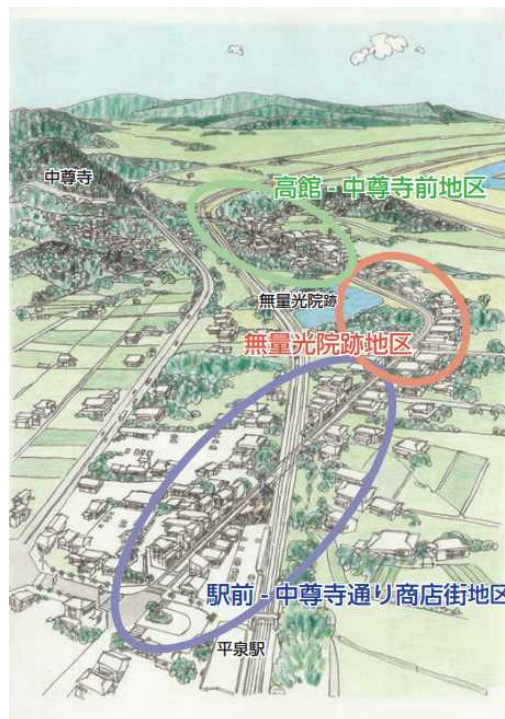 中尊寺
高館 - 中尊寺前地区
無量光院跡
無量光院跡地区
駅前 - 中尊寺通り商店街地区
平泉駅